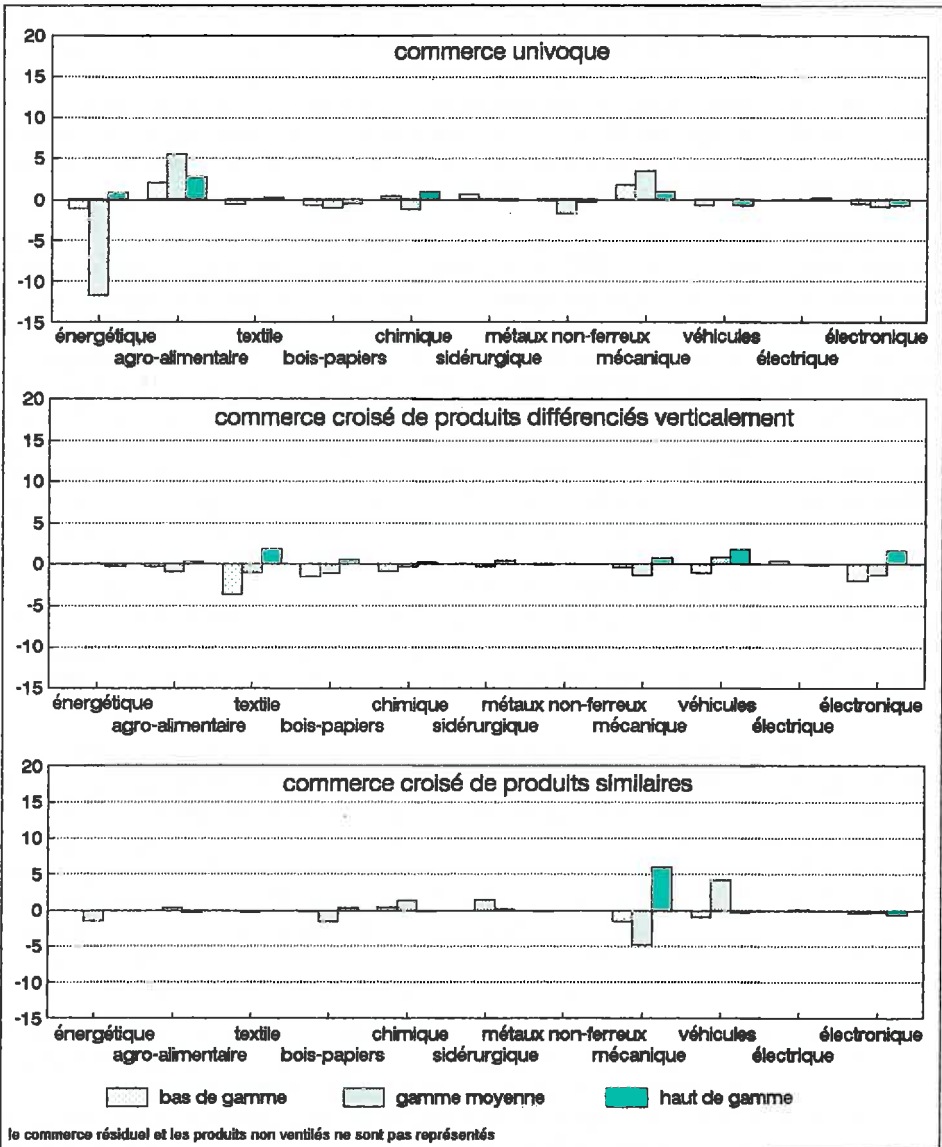 commerce univoque
20
15
10
5
0
-5
-10
-15
énergétique textile chimique métaux non-ferreux véhicules électronique
agro-alimentaire bois-papiers sidérurgique mécanique électrique
commerce croisé de produits différenciés verticalement
20
15
10
5
0
-5
-10
-15
énergétique textile chimique métaux non-ferreux véhicules électronique
agro-alimentaire bois-papiers sidérurgique mécanique électrique
commerce croisé de produits similaires
20
15
10
5
0
-5
-10
-15
énergétique textile chimique métaux non-ferreux véhicules électronique
agro-alimentaire bois-papiers sidérurgique mécanique électrique
bas de gamme gamme moyenne haut de gamme
le commerce résiduel et les produits non ventilés ne sont pas représentés